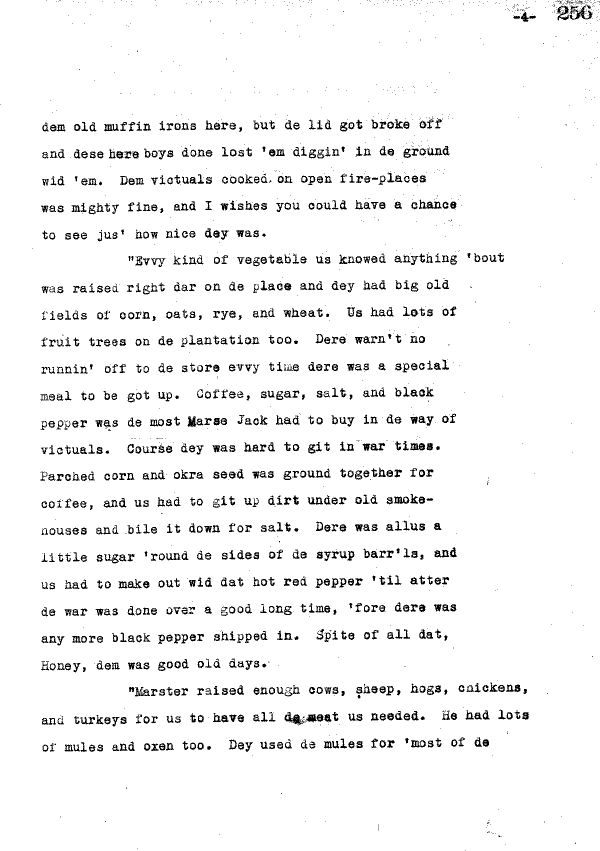 -4- 256
dem old muffin irons here, but de lid got broke off
and dese here boys done lost 'em diggin' in de ground
wid 'em. Dem victuals cooked on open fire-places
was mighty fine, and I wishes you could have a chance
to see jus' how nice dey was.
"Evvy kind of vegetable us knowed anything 'bout
was raised right dar on de place and dey had big old
fields of corn, oats, rye, and wheat. Us had lots of
fruit trees on de plantation too. Dere warn't no
runnin' off to de store evvy time dere was a special
meal to be got up. Coffee, sugar, salt, and black
pepper was de most Marse Jack had to buy in de way of
victuals. Course dey was hard to git in war times.
Parched corn and okra seed was ground together for
coffee, and us had to git up dirt under old smoke-
houses and bile it down for salt. Dere was allus a
little sugar 'round de sides of de syrup barr'ls, and
us had to make out wid dat hot red pepper 'til atter
de war was done over a good long time, 'fore dere was
any more black pepper shipped in. Spite of all dat,
Honey, dem was good old days.
"Marster raised enough cows, sheep, hogs, chickens,
and turkeys for us to have all de meat us needed. He had lots
of mules and oxen too. Dey used de mules for 'most of de